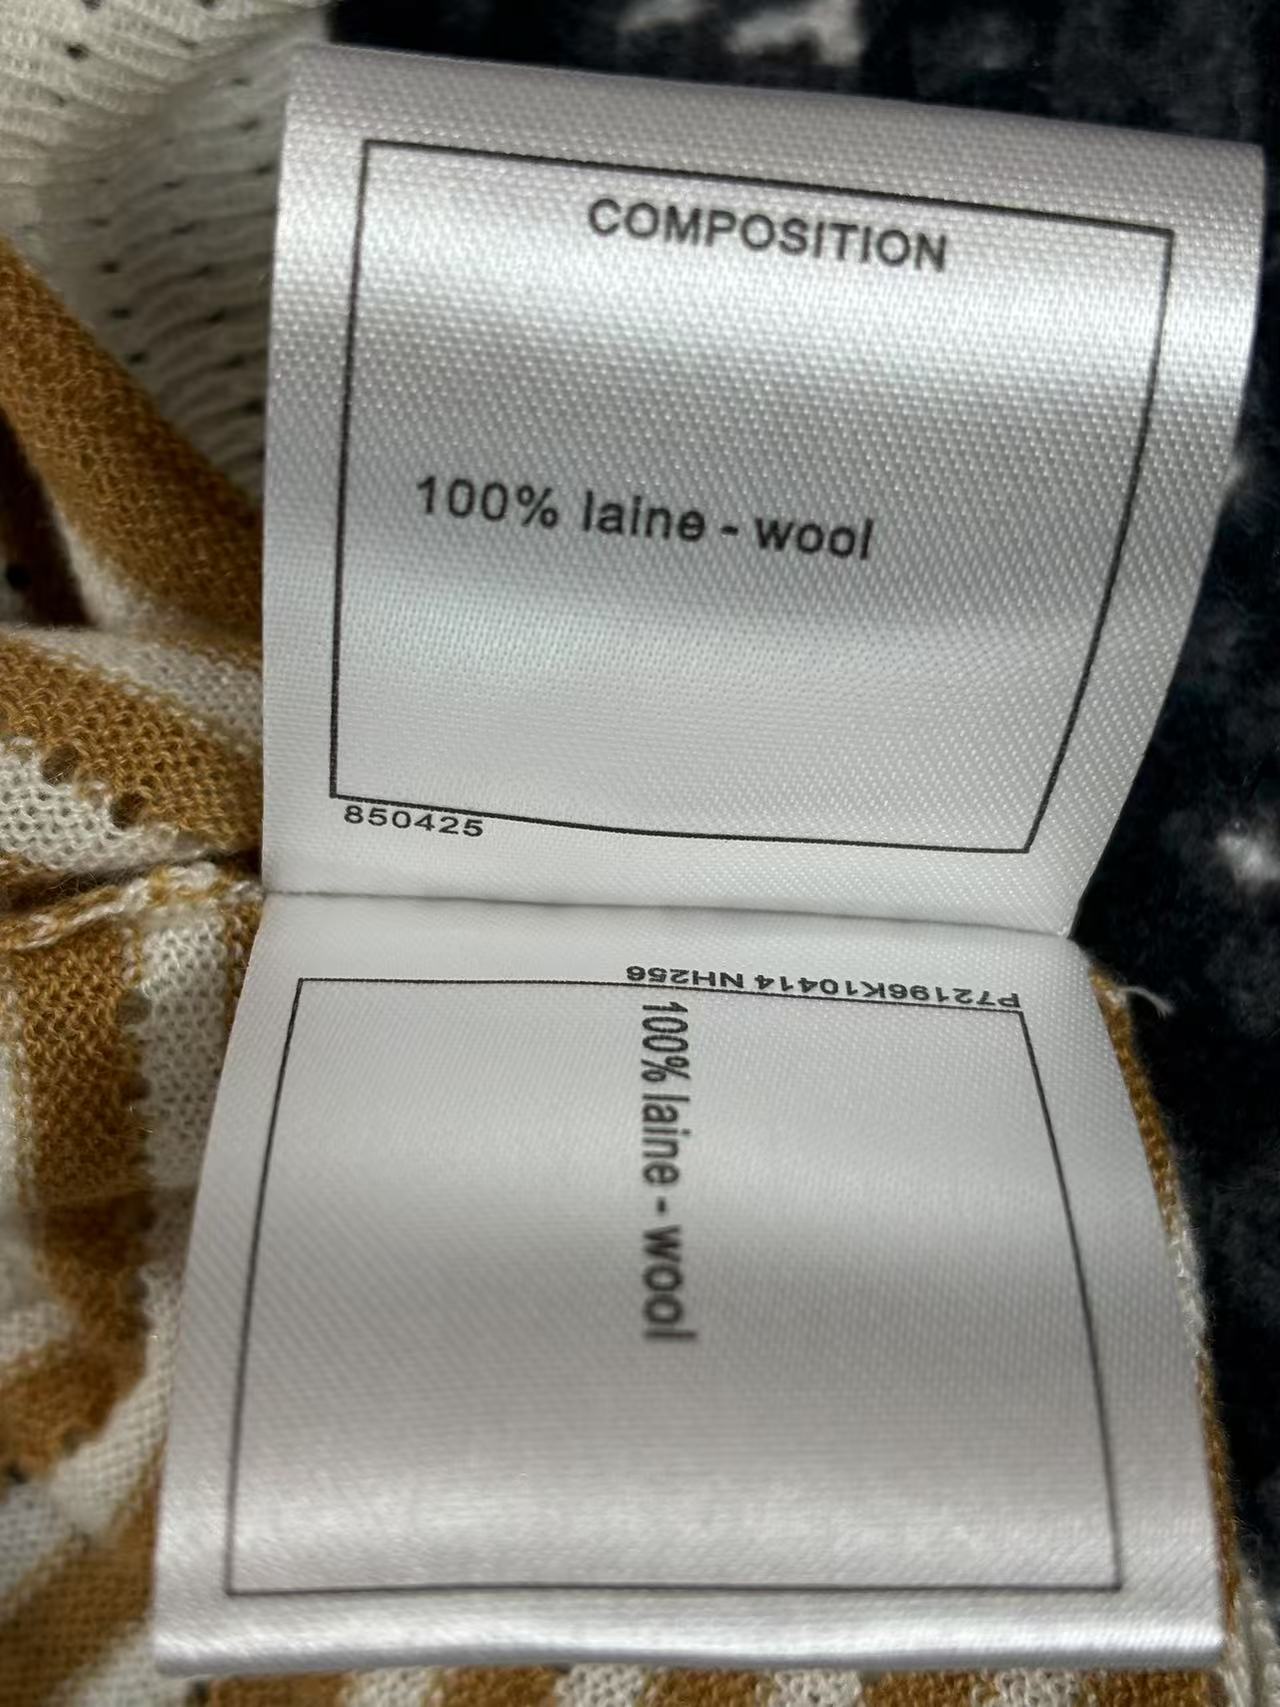 COMPOSITION
100% laine - wool
850425
P72196K10414 NH256
100% laine - wool